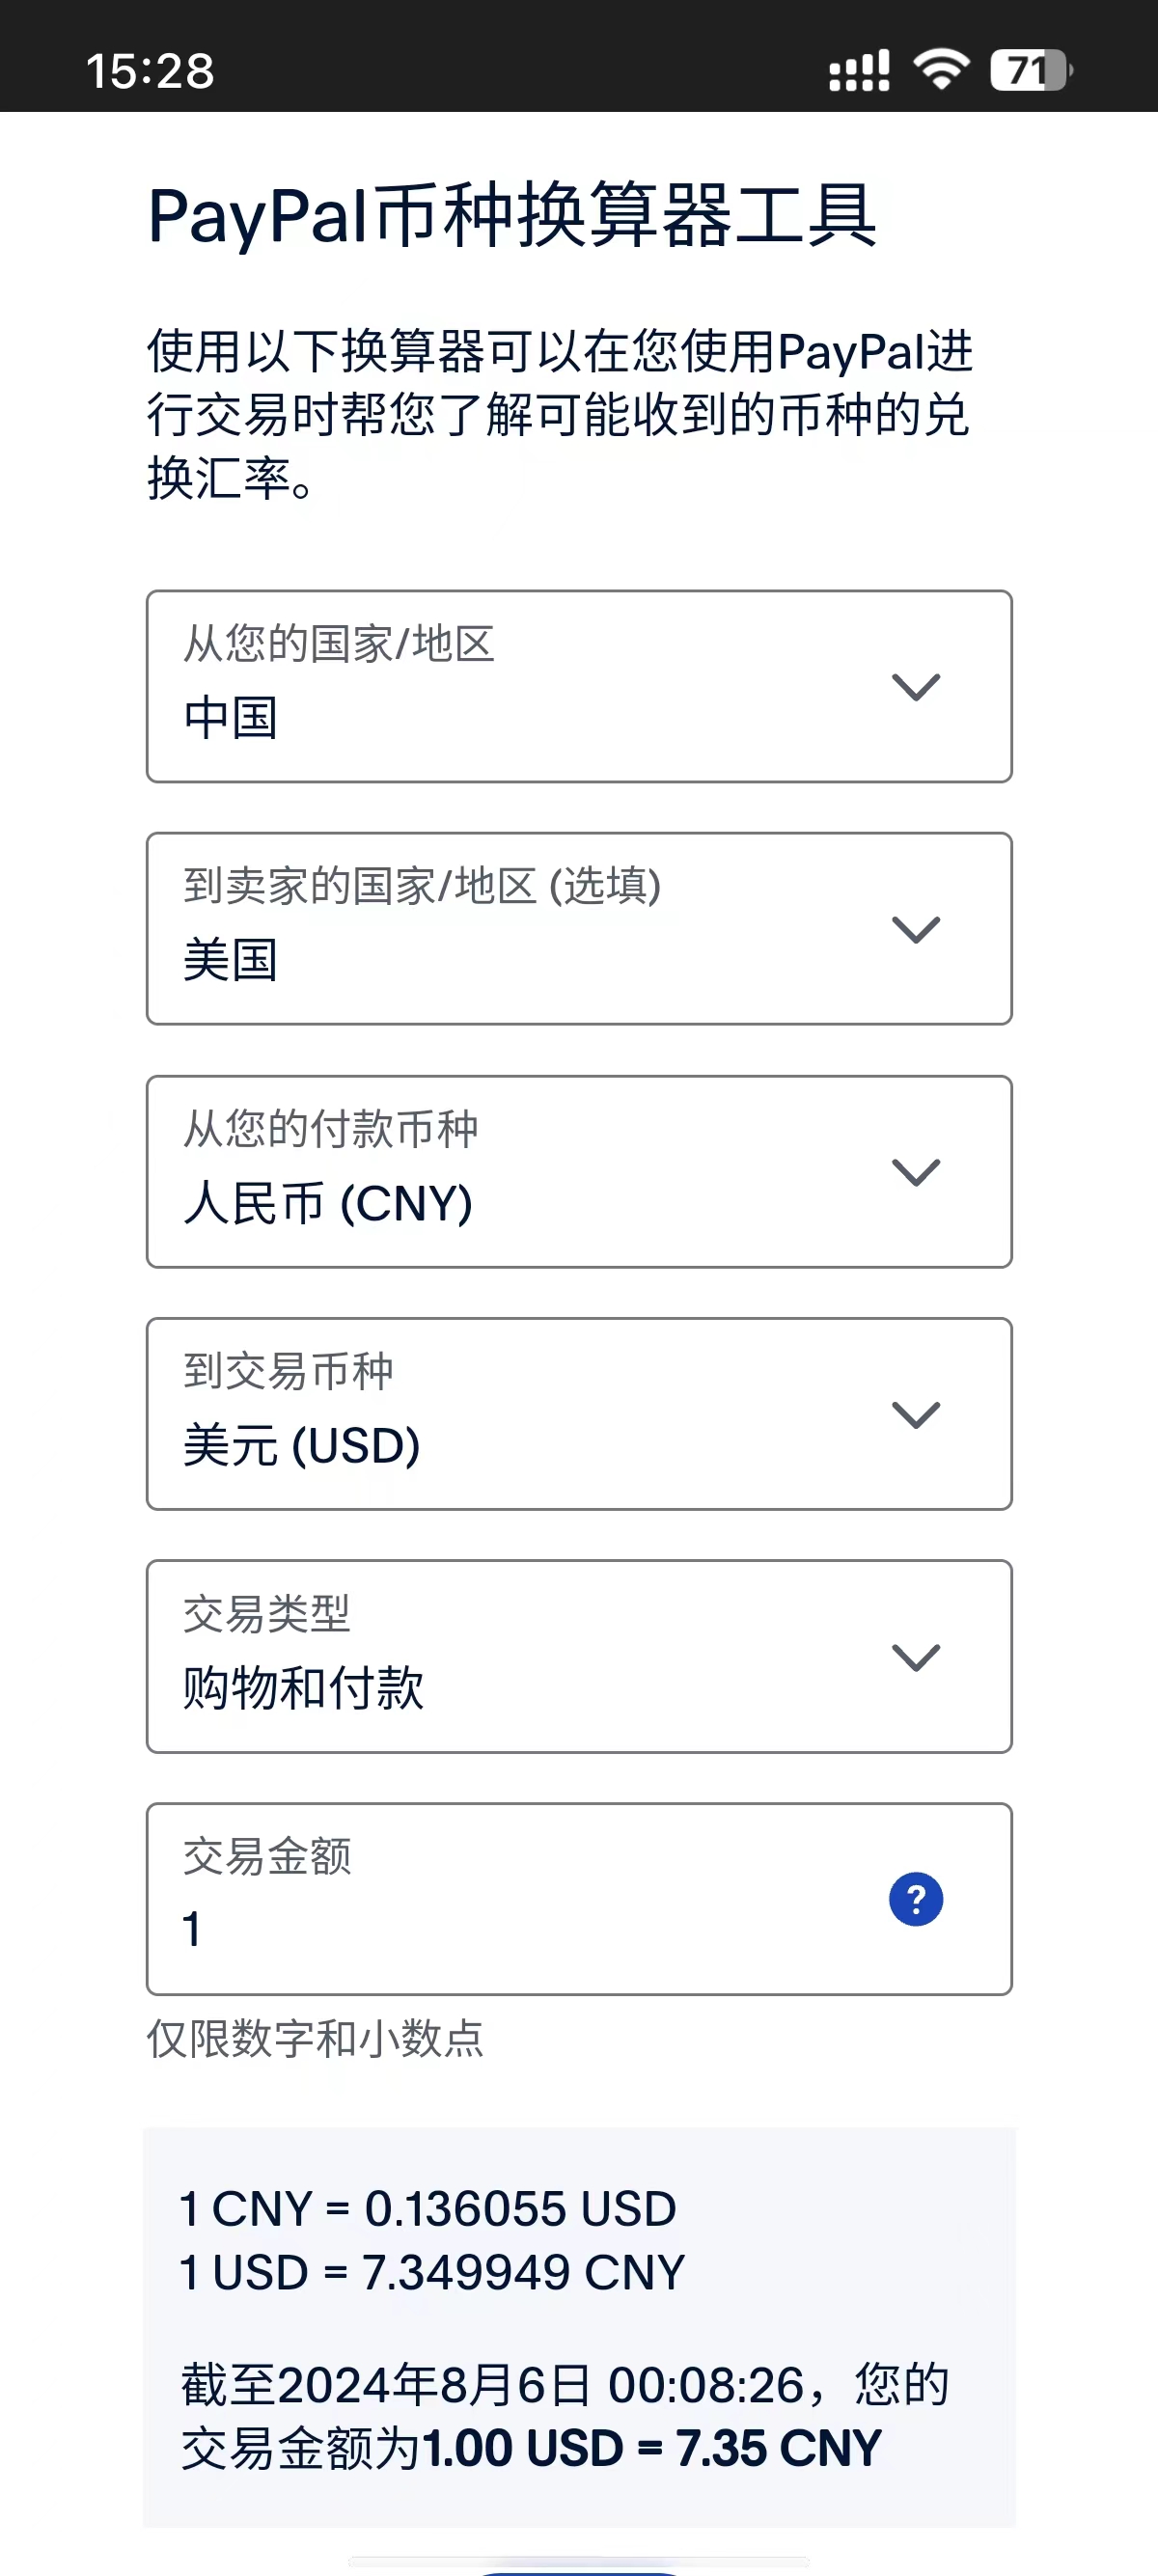 15:28
71
PayPal币种换算器工具
使用以下换算器可以在您使用PayPal进
行交易时帮您了解可能收到的币种的兑
换汇率。
从您的国家/地区
中国
到卖家的国家/地区 (选填)
美国
从您的付款币种
人民币 (CNY)
到交易币种
美元 (USD)
交易类型
购物和付款
交易金额
1
?
仅限数字和小数点
1 CNY = 0.136055 USD
1 USD = 7.349949 CNY
截至2024年8月6日 00:08:26，您的
交易金额为1.00 USD = 7.35 CNY